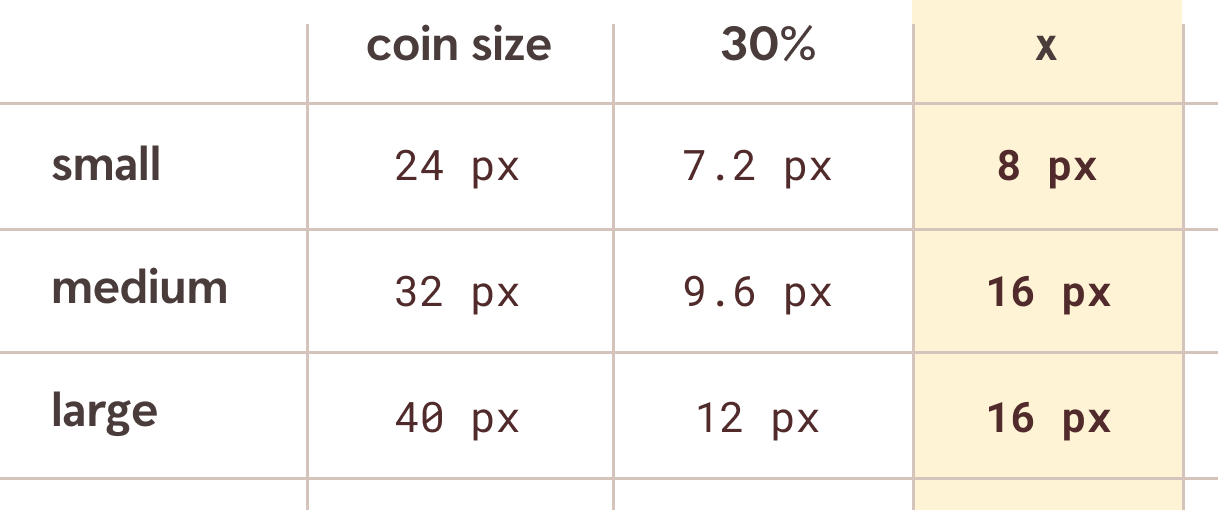 coin size 30% x
small 24 px 7.2 px 8 px
medium 32 px 9.6 px 16 px
large 40 px 12 px 16 px